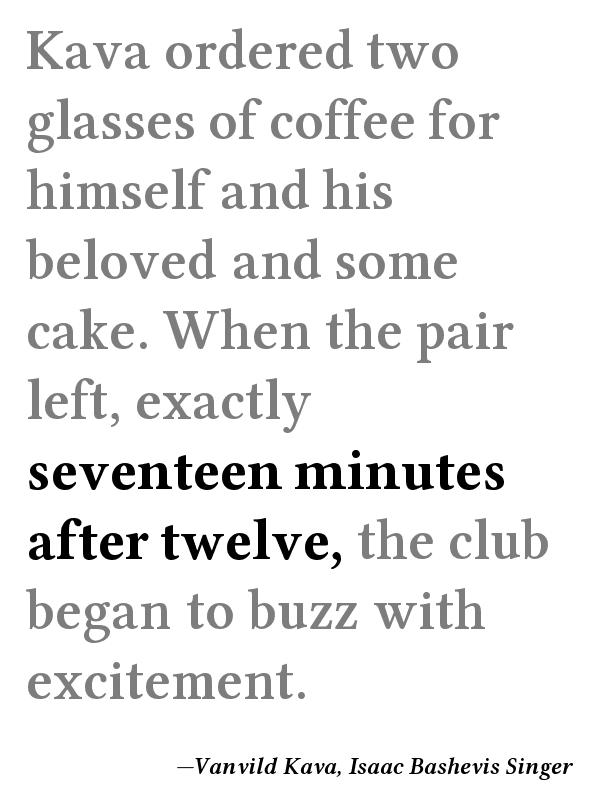 Kava ordered two
glasses of coffee for
himself and his
beloved and some
cake. When the pair
left, exactly
seventeen minutes
after twelve, the club
began to buzz with
excitement.
—Vanvild Kava, Isaac Bashevis Singer